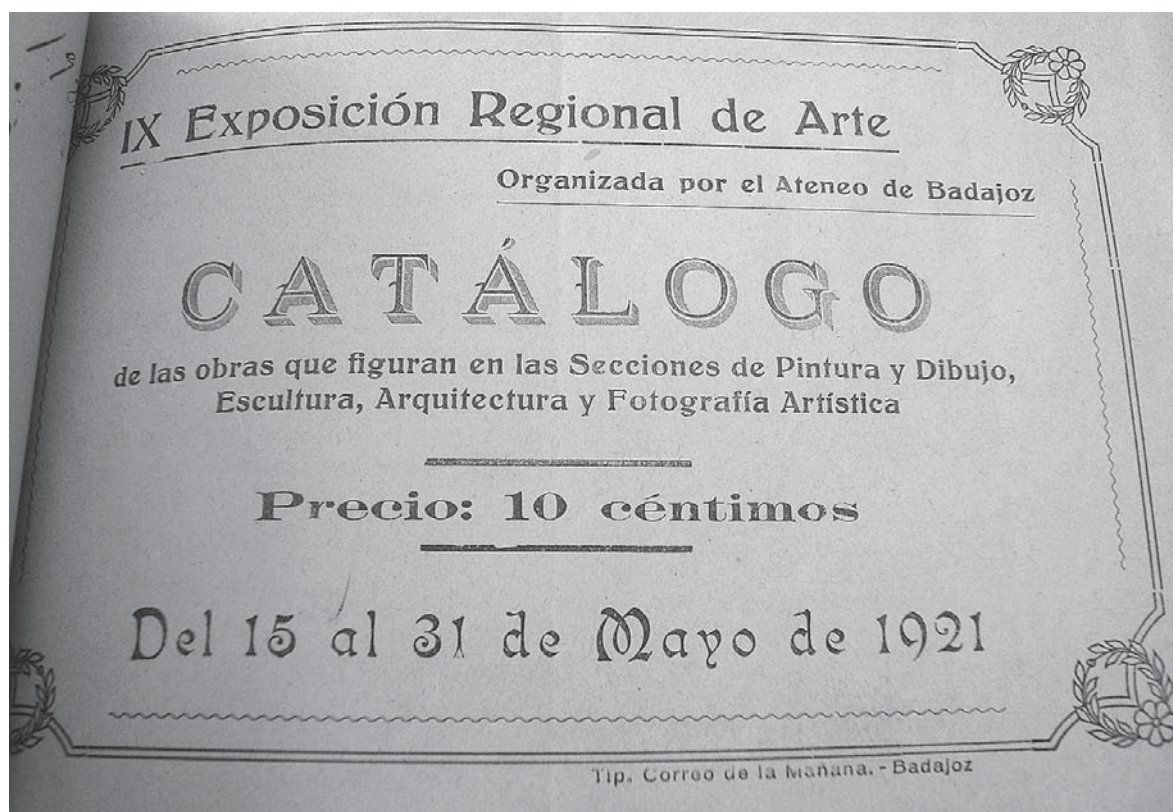 IX Exposición Regional de Arte
Organizada por el Ateneo de Badajoz
CATÁLOGO
de las obras que figuran en las Secciones de Pintura y Dibujo,
Escultura, Arquitectura y Fotografía Artística
Precio: 10 céntimos
Del 15 al 31 de Mayo de 1921
Tip. Correo de la Mañana. - Badajoz